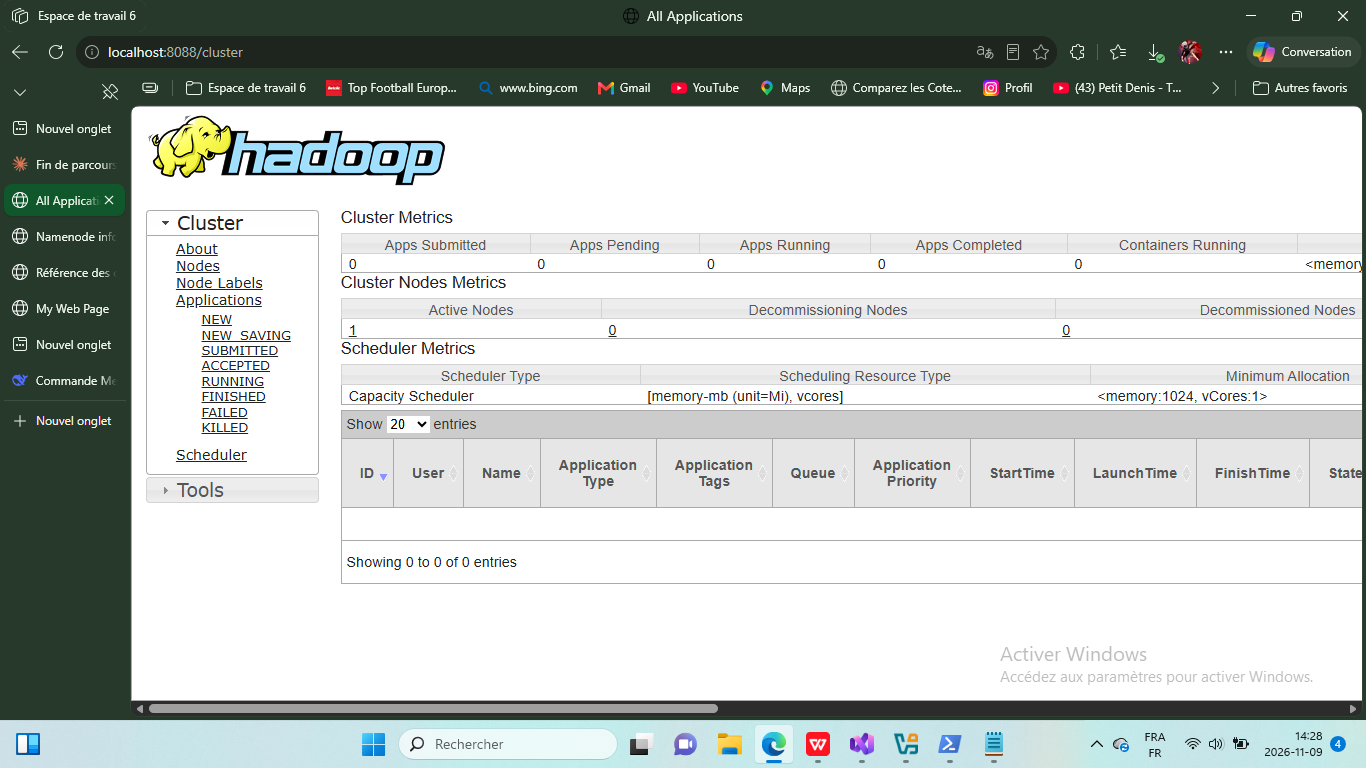 Espace de travail 6
All Applications
localhost:8088/cluster
Conversation
Espace de travail 6
Top Football Europ...
www.bing.com
Gmail
YouTube
Maps
Comparez les Cote...
Profil
(43) Petit Denis - T...
Autres favoris
Nouvel onglet
Fin de parcours
All Applicati
Namenode info
Référence des
My Web Page
Nouvel onglet
Commande Me
Nouvel onglet
hadoop
Cluster
About
Nodes
Node Labels
Applications
NEW
NEW_SAVING
SUBMITTED
ACCEPTED
RUNNING
FINISHED
FAILED
KILLED
Scheduler
Tools
Cluster Metrics
Apps Submitted Apps Pending Apps Running Apps Completed Containers Running
0 0 0 0 0 <memory
Cluster Nodes Metrics
Active Nodes Decommissioning Nodes Decommissioned Nodes
1 0 0
Scheduler Metrics
Scheduler Type Scheduling Resource Type Minimum Allocation
Capacity Scheduler [memory-mb (unit=Mi), vcores] <memory:1024, vCores:1>
Show 20 entries
ID User Name Application Type Application Tags Queue Application Priority StartTime LaunchTime FinishTime State
Showing 0 to 0 of 0 entries
Activer Windows
Accédez aux paramètres pour activer Windows.
Rechercher
FRA
FR
14:28
2026-11-09
4